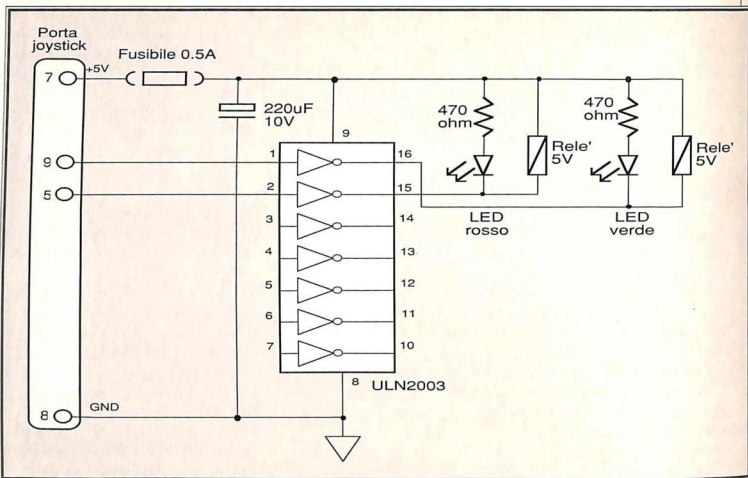 Porta
joystick
Fusibile 0.5A
+5V
7
220uF
10V
9
470
ohm
470
ohm
Rele'
5V
Rele'
5V
9
1
16
5
2
15
LED
rosso
LED
verde
3
14
4
13
5
12
6
11
7
10
8
ULN2003
8
GND